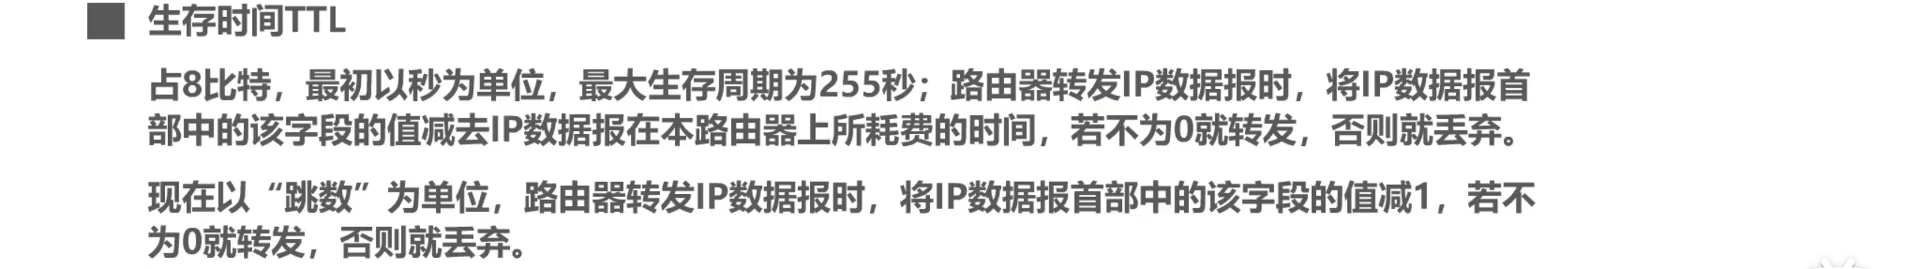 ■ 生存时间TTL
占8比特，最初以秒为单位，最大生存周期为255秒；路由器转发IP数据报时，将IP数据报首
部中的该字段的值减去IP数据报在本路由器上所耗费的时间，若不为0就转发，否则就丢弃。
现在以“跳数”为单位，路由器转发IP数据报时，将IP数据报首部中的该字段的值减1，若不
为0就转发，否则就丢弃。